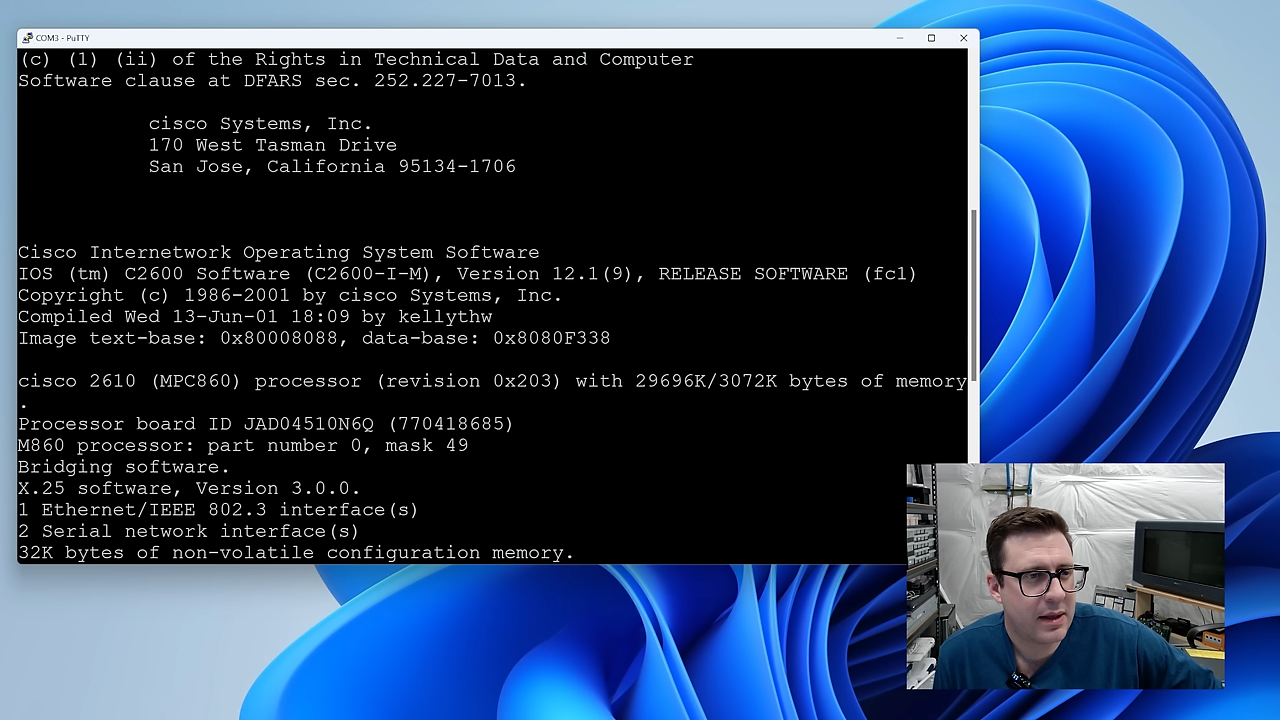 COM3 - PuTTY
(c) (1) (ii) of the Rights in Technical Data and Computer
Software clause at DFARS sec. 252.227-7013.
cisco Systems, Inc.
170 West Tasman Drive
San Jose, California 95134-1706
Cisco Internetwork Operating System Software
IOS (tm) C2600 Software (C2600-I-M), Version 12.1(9), RELEASE SOFTWARE (fc1)
Copyright (c) 1986-2001 by cisco Systems, Inc.
Compiled Wed 13-Jun-01 18:09 by kellythw
Image text-base: 0x80008088, data-base: 0x8080F338
cisco 2610 (MPC860) processor (revision 0x203) with 29696K/3072K bytes of memory
.
Processor board ID JAD04510N6Q (770418685)
M860 processor: part number 0, mask 49
Bridging software.
X.25 software, Version 3.0.0.
1 Ethernet/IEEE 802.3 interface(s)
2 Serial network interface(s)
32K bytes of non-volatile configuration memory.